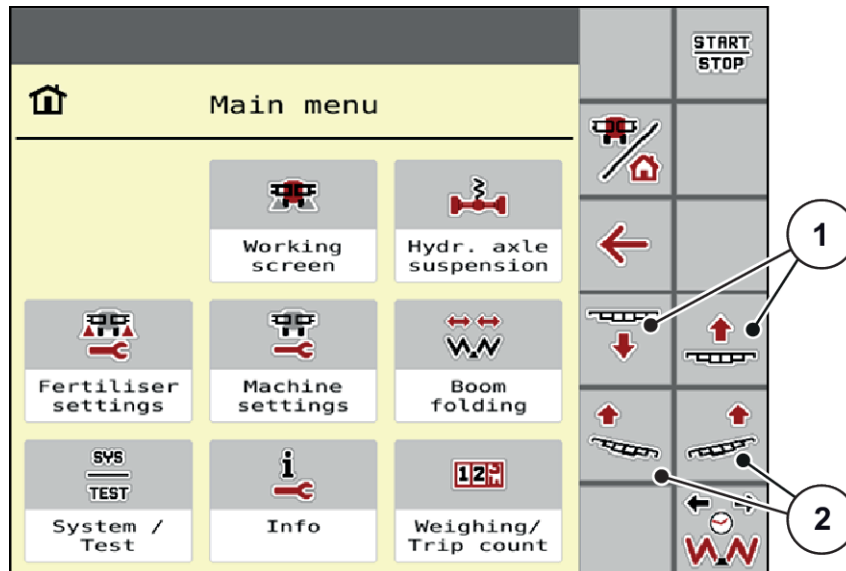 START
STOP
Main menu
Working
screen
Hydr. axle
suspension
1
Fertiliser
settings
Machine
settings
Boom
folding
SYS
TEST
System /
Test
i
Info
Weighing/
Trip count
2